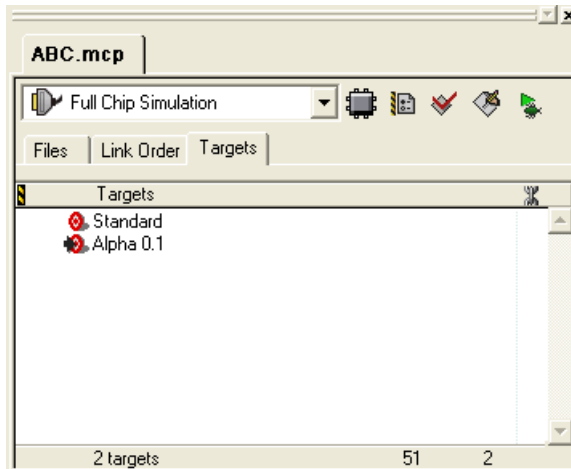 ABC.mcp
Full Chip Simulation
Files Link Order Targets
Targets
Standard
Alpha 0.1
2 targets 51 2